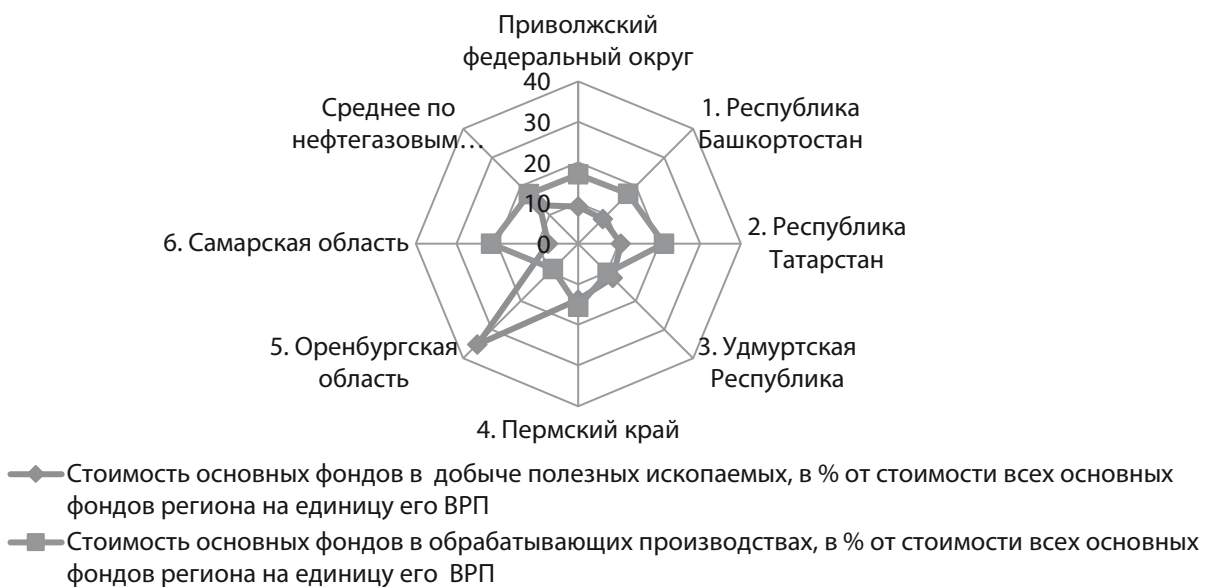 Приволжский
федеральный округ
40
30
20
10
0
1. Республика
Башкортостан
2. Республика
Татарстан
3. Удмуртская
Республика
4. Пермский край
5. Оренбургская
область
6. Самарская область
Среднее по
нефтегазовым…
Стоимость основных фондов в добыче полезных ископаемых, в % от стоимости всех основных
фондов региона на единицу его ВРП
Стоимость основных фондов в обрабатывающих производствах, в % от стоимости всех основных
фондов региона на единицу его ВРП